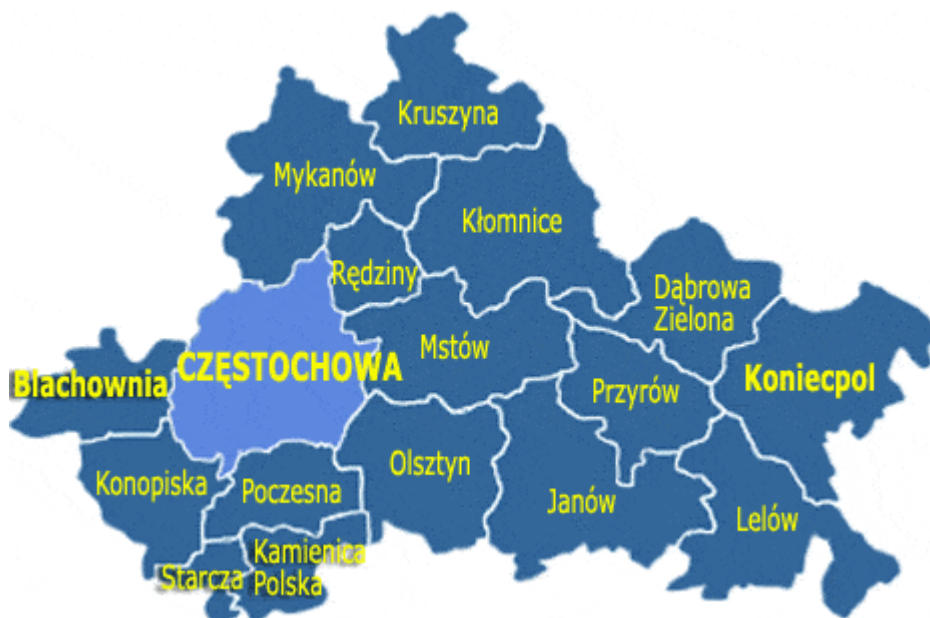 Kruszyna
Mykanów
Kłomnice
Rędziny
Dąbrowa
Zielona
Mstów
CZĘSTOCHOWA
Blachownia
Koniecpol
Przyrów
Olsztyn
Konopiska
Poczesna
Janów
Lelów
Kamienica
Polska
Starcza